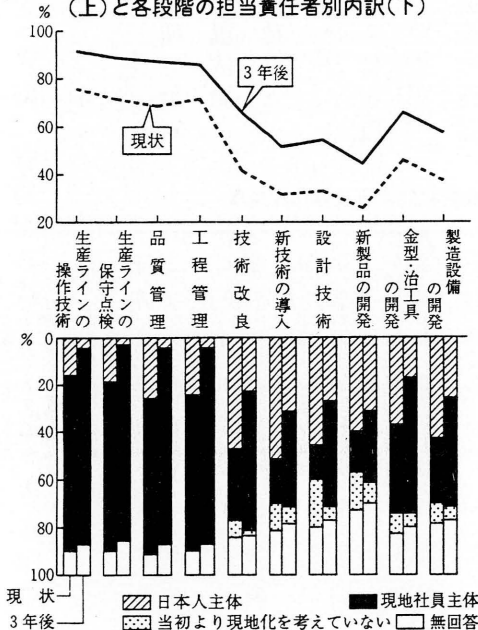 (上)と各段階の担当責任者別内訳(下)
%
100
80
60
40
20
3年後
現状
生産ラインの操作技術
生産ラインの保守点検
品質管理
工程管理
技術改良
新技術の導入
設計技術
新製品の開発
金型・治工具の開発
製造設備の開発
%
0
20
40
60
80
100
現状
3年後
日本人主体
現地社員主体
当初より現地化を考えていない
無回答